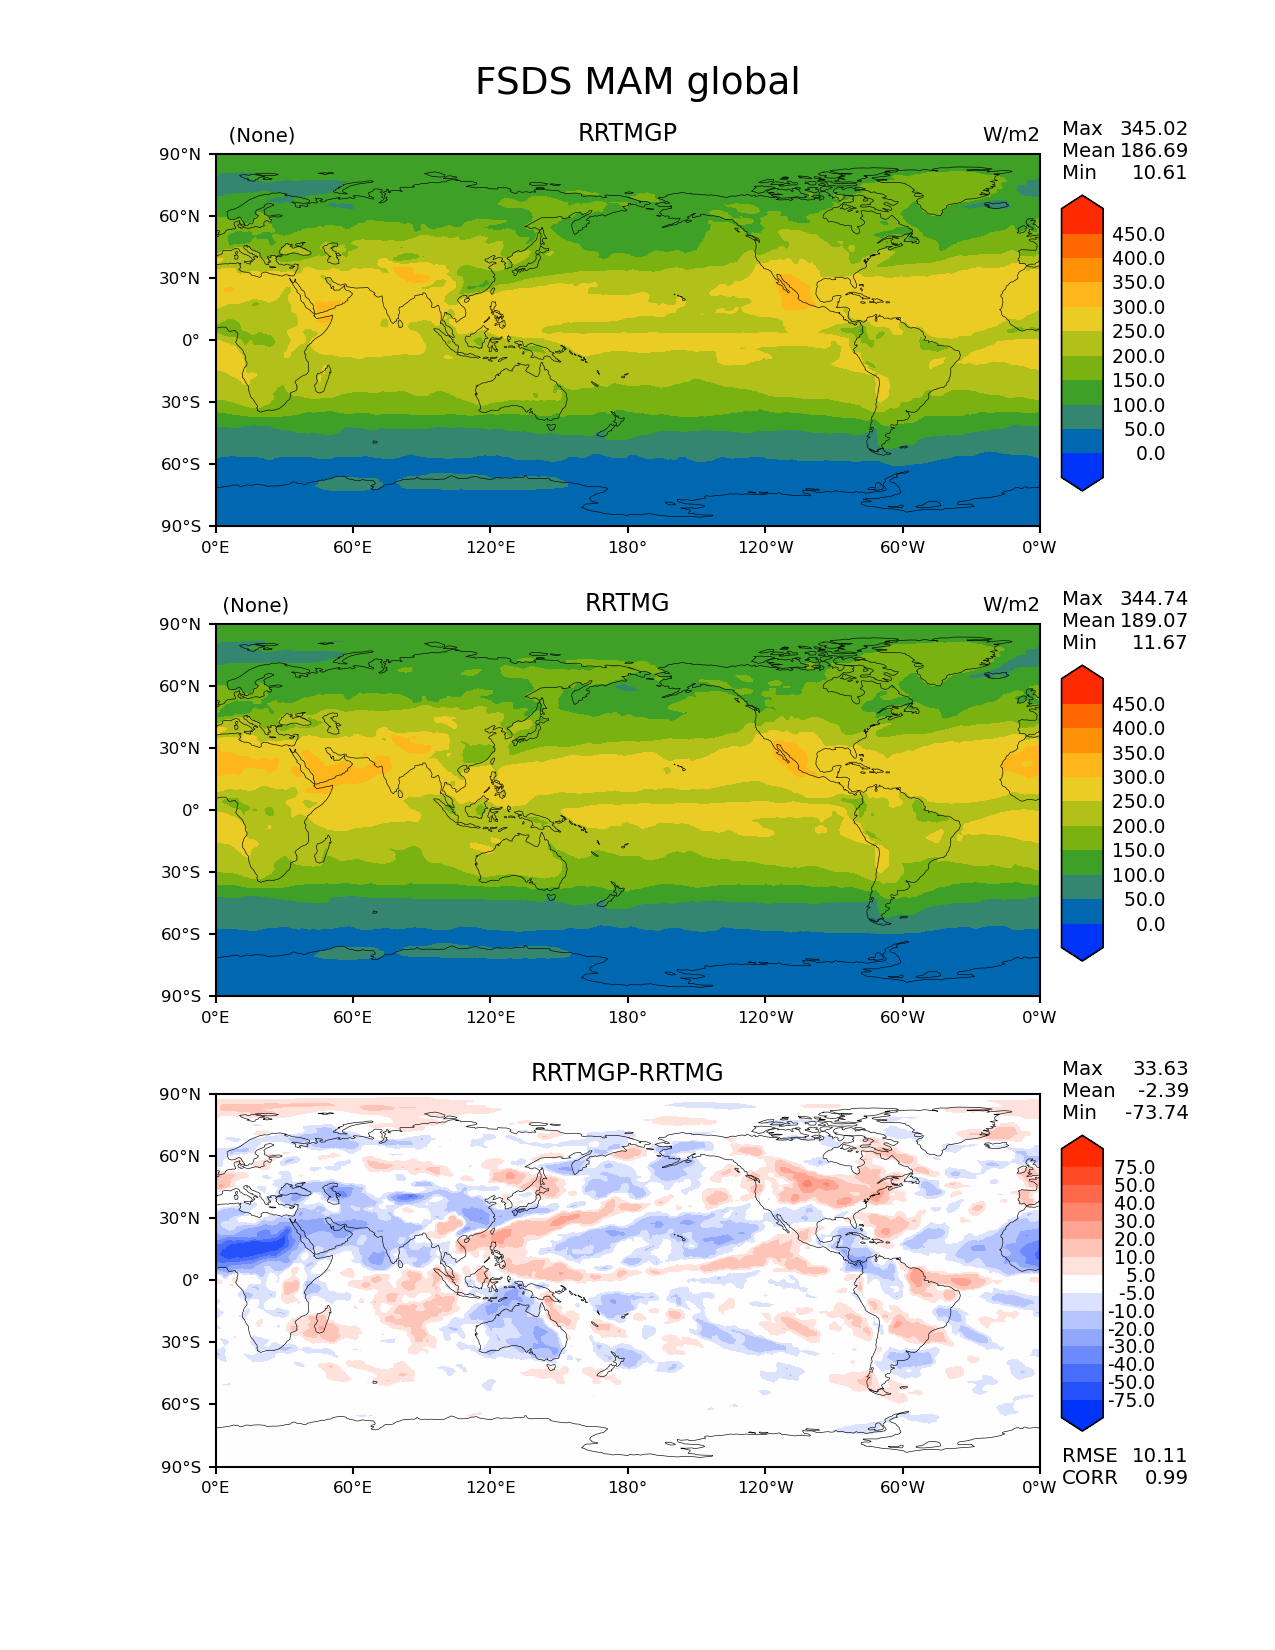 FSDS MAM global
(None) RRTMGP W/m2
Max 345.02
Mean 186.69
Min 10.61
90°N
60°N
30°N
0°
30°S
60°S
90°S
0°E 60°E 120°E 180° 120°W 60°W 0°W
450.0
400.0
350.0
300.0
250.0
200.0
150.0
100.0
50.0
0.0
(None) RRTMG W/m2
Max 344.74
Mean 189.07
Min 11.67
90°N
60°N
30°N
0°
30°S
60°S
90°S
0°E 60°E 120°E 180° 120°W 60°W 0°W
450.0
400.0
350.0
300.0
250.0
200.0
150.0
100.0
50.0
0.0
RRTMGP-RRTMG
Max 33.63
Mean -2.39
Min -73.74
90°N
60°N
30°N
0°
30°S
60°S
90°S
0°E 60°E 120°E 180° 120°W 60°W 0°W
75.0
50.0
40.0
30.0
20.0
10.0
5.0
-5.0
-10.0
-20.0
-30.0
-40.0
-50.0
-75.0
RMSE 10.11
CORR 0.99